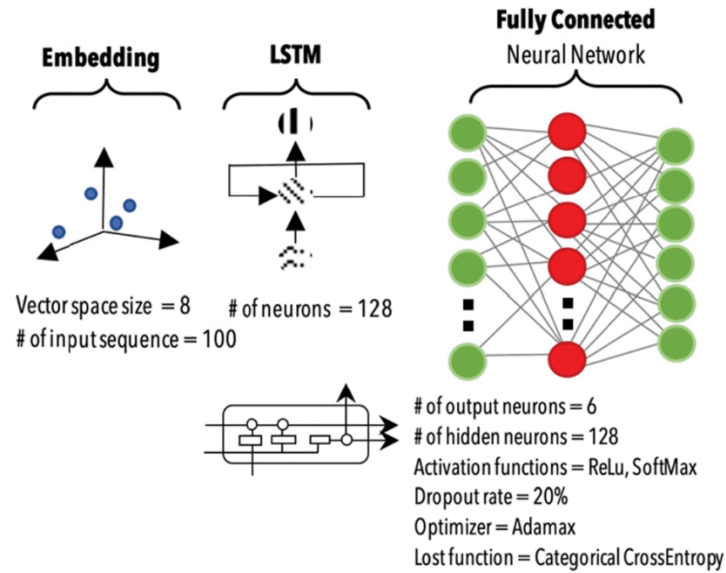 Embedding
LSTM
Fully Connected
Neural Network
Vector space size = 8
# of input sequence = 100
# of neurons = 128
# of output neurons = 6
# of hidden neurons = 128
Activation functions = ReLu, SoftMax
Dropout rate = 20%
Optimizer = Adamax
Lost function = Categorical CrossEntropy